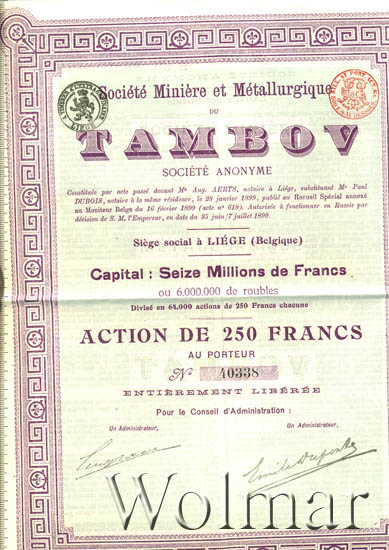 Société Minière et Métallurgique
DU
TAMBOV
SOCIÉTÉ ANONYME
Constituée par acte passé devant Me Aug. AERTS, notaire à Liége, substituant Me Paul
DUBOIS, notaire à la même résidence, le 28 janvier 1899, publié au Recueil Spécial annexé
au Moniteur Belge du 16 février 1899 (acte no 618). Autorisée à fonctionner en Russie par
décision de S. M. l'Empereur, en date du 25 juin/7 juillet 1899.
Siège social à LIÉGE (Belgique)
Capital : Seize Millions de Francs
ou 6.000.000 de roubles
Divisé en 64.000 actions de 250 Francs chacune
ACTION DE 250 FRANCS
AU PORTEUR
No 40338
ENTIÈREMENT LIBÉRÉE
Pour le Conseil d'Administration :
Un Administrateur,
Un Administrateur,
Emile Dupont
Wolmar